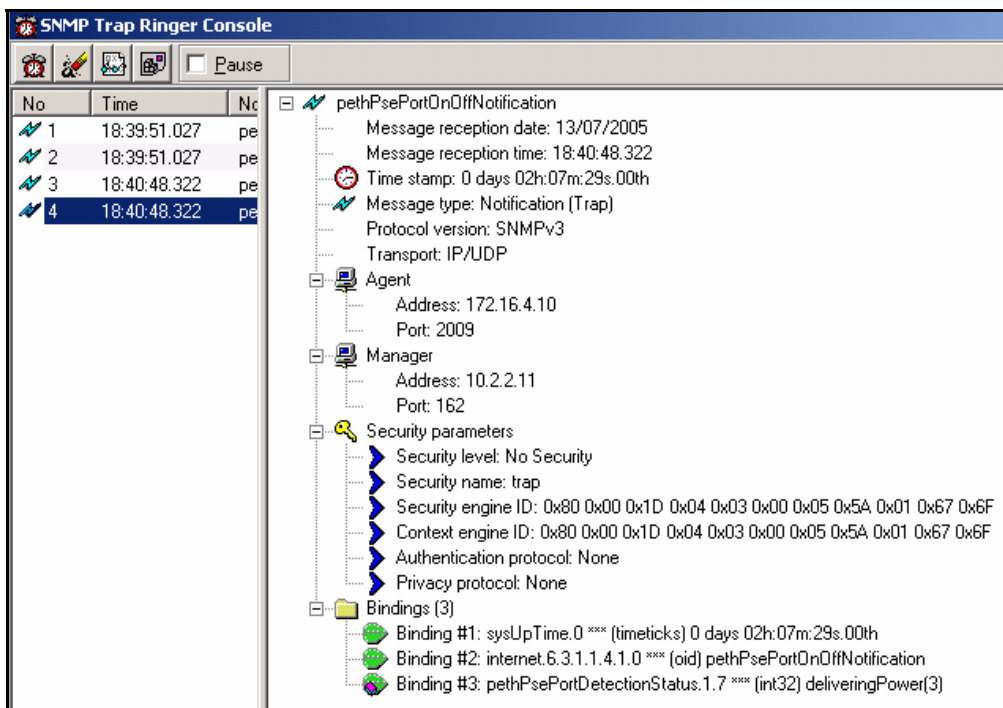 SNMP Trap Ringer Console
Pause
No Time Nc
1 18:39:51.027 pe
2 18:39:51.027 pe
3 18:40:48.322 pe
4 18:40:48.322 pe
pethPsePortOnOffNotification
Message reception date: 13/07/2005
Message reception time: 18:40:48.322
Time stamp: 0 days 02h:07m:29s.00th
Message type: Notification (Trap)
Protocol version: SNMPv3
Transport: IP/UDP
Agent
Address: 172.16.4.10
Port: 2009
Manager
Address: 10.2.2.11
Port: 162
Security parameters
Security level: No Security
Security name: trap
Security engine ID: 0x80 0x00 0x1D 0x04 0x03 0x00 0x05 0x5A 0x01 0x67 0x6F
Context engine ID: 0x80 0x00 0x1D 0x04 0x03 0x00 0x05 0x5A 0x01 0x67 0x6F
Authentication protocol: None
Privacy protocol: None
Bindings (3)
Binding #1: sysUpTime.0 *** (timeticks) 0 days 02h:07m:29s.00th
Binding #2: internet.6.3.1.1.4.1.0 *** (oid) pethPsePortOnOffNotification
Binding #3: pethPsePortDetectionStatus.1.7 *** (int32) deliveringPower(3)